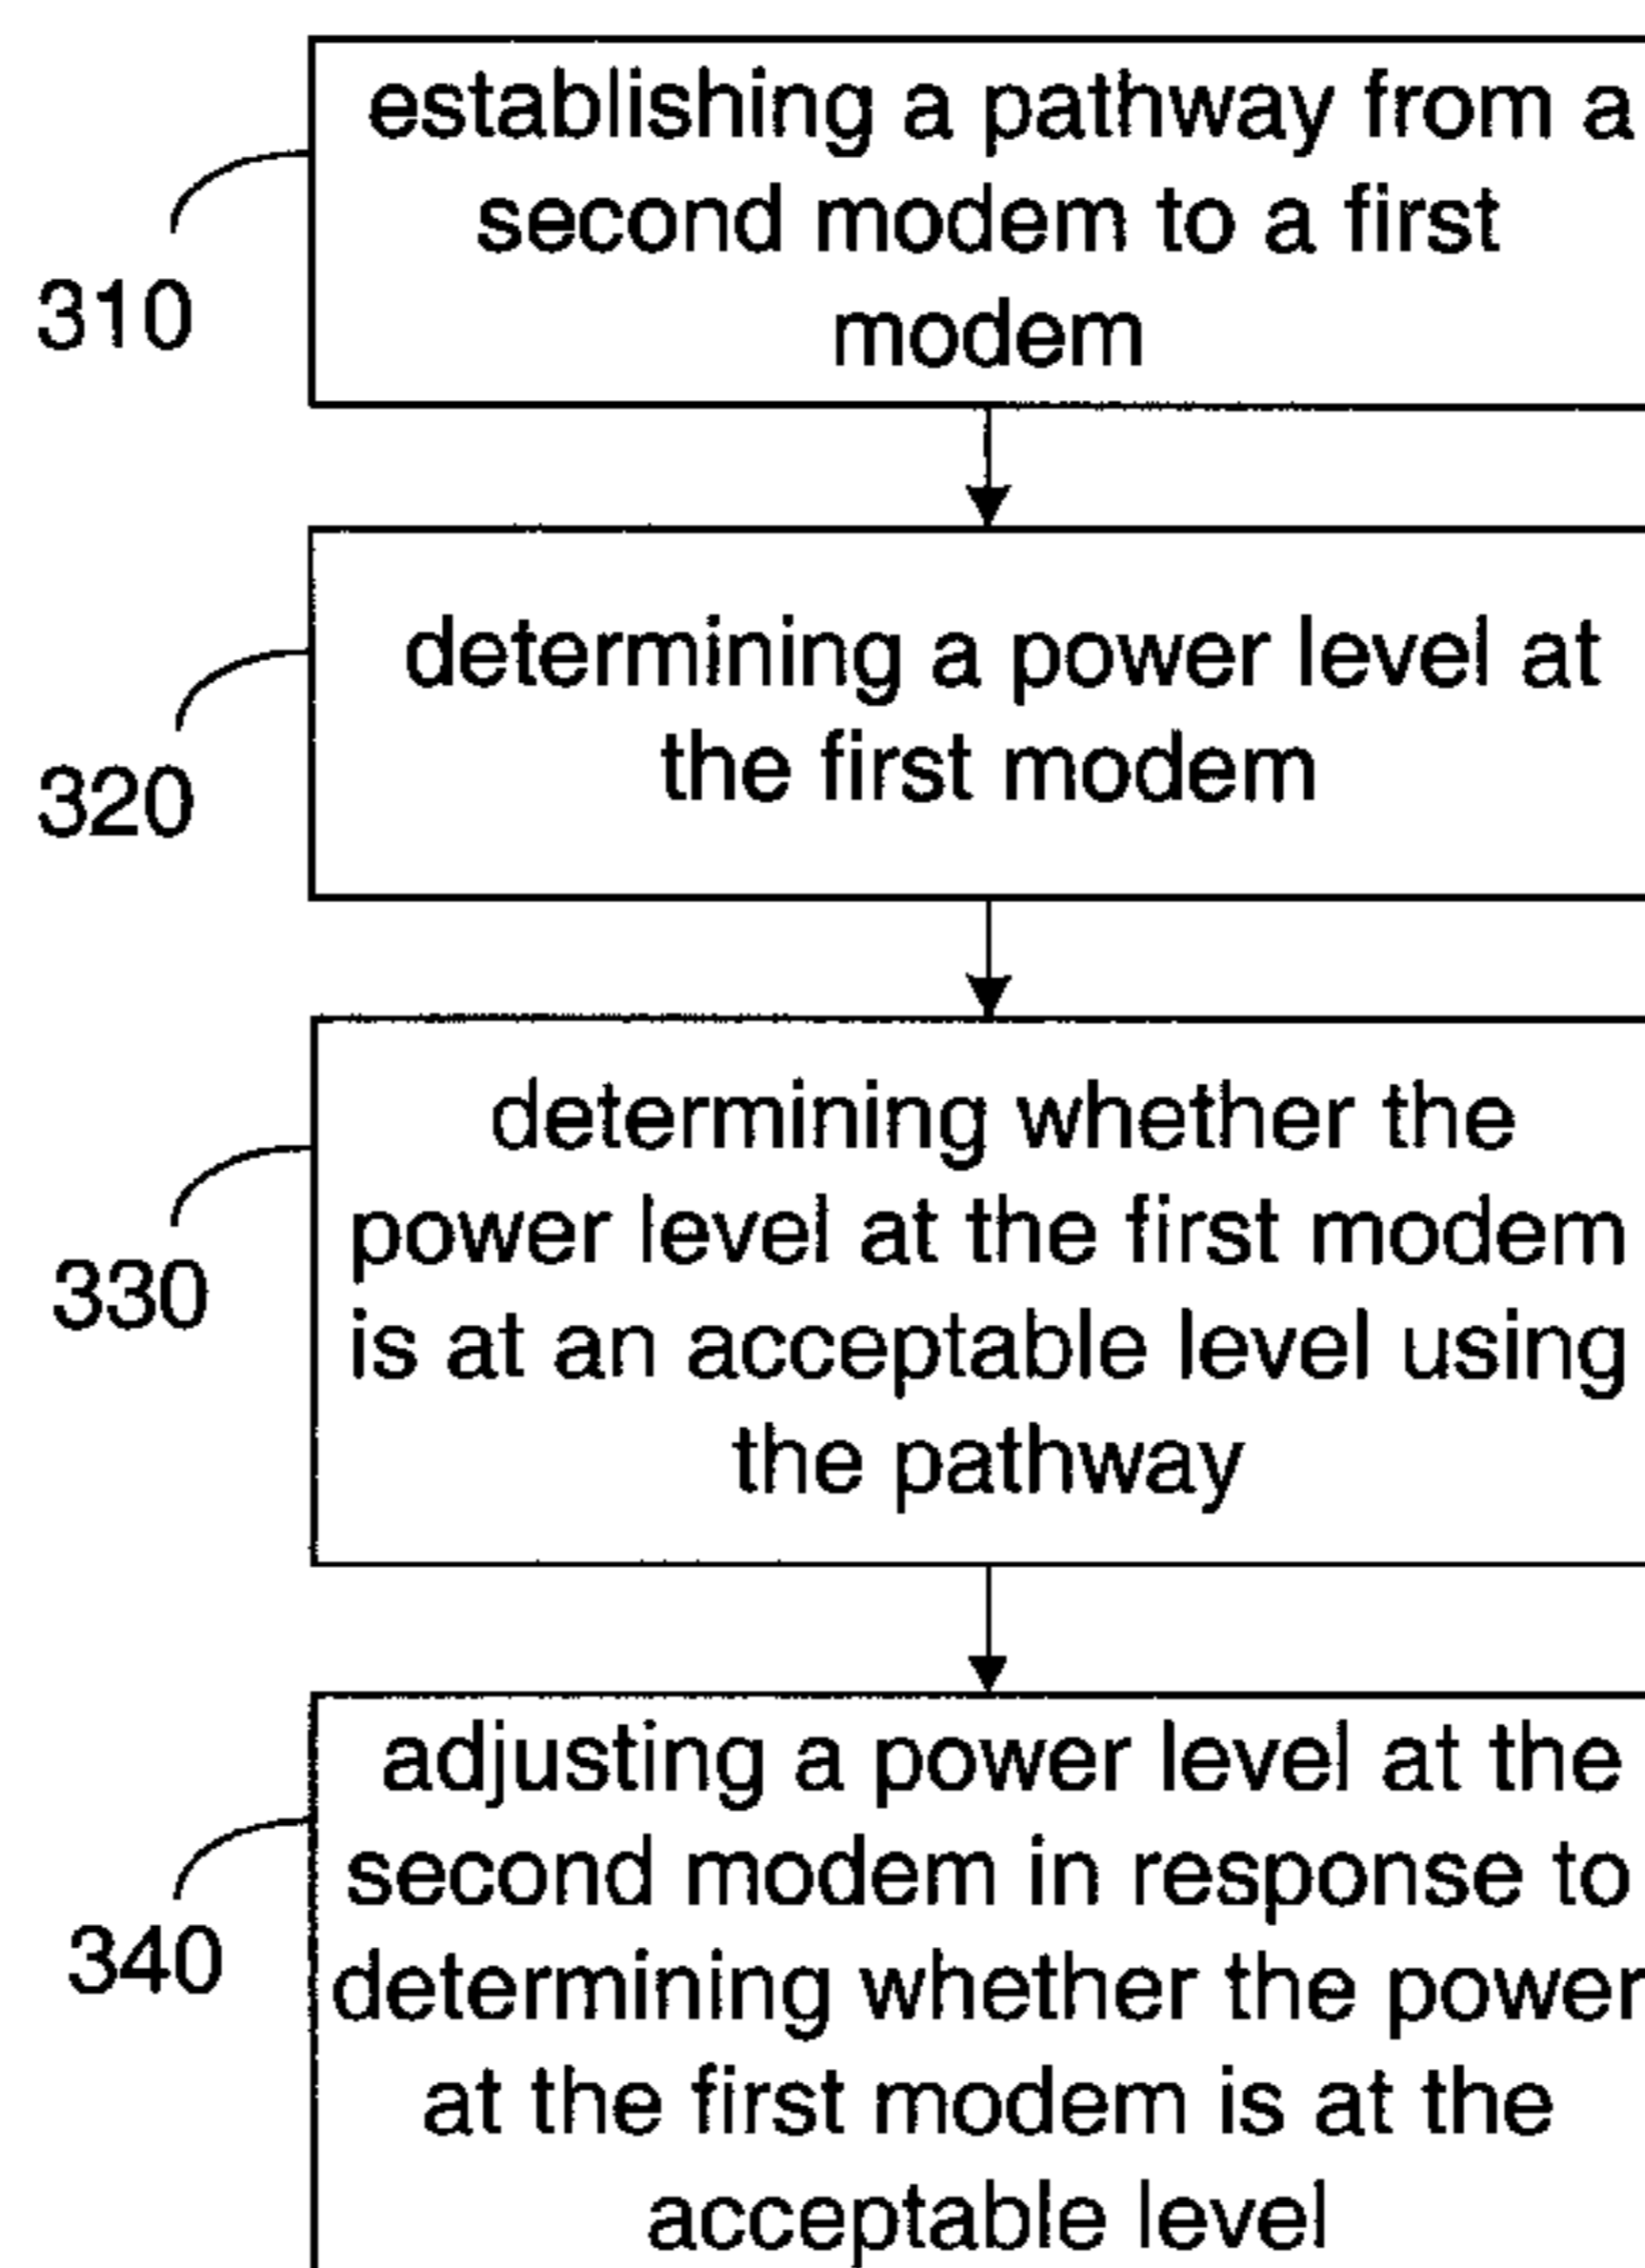 establishing a pathway from a
second modem to a first
modem
310
determining a power level at
the first modem
320
determining whether the
power level at the first modem
is at an acceptable level using
the pathway
330
adjusting a power level at the
second modem in response to
determining whether the power
at the first modem is at the
acceptable level
340